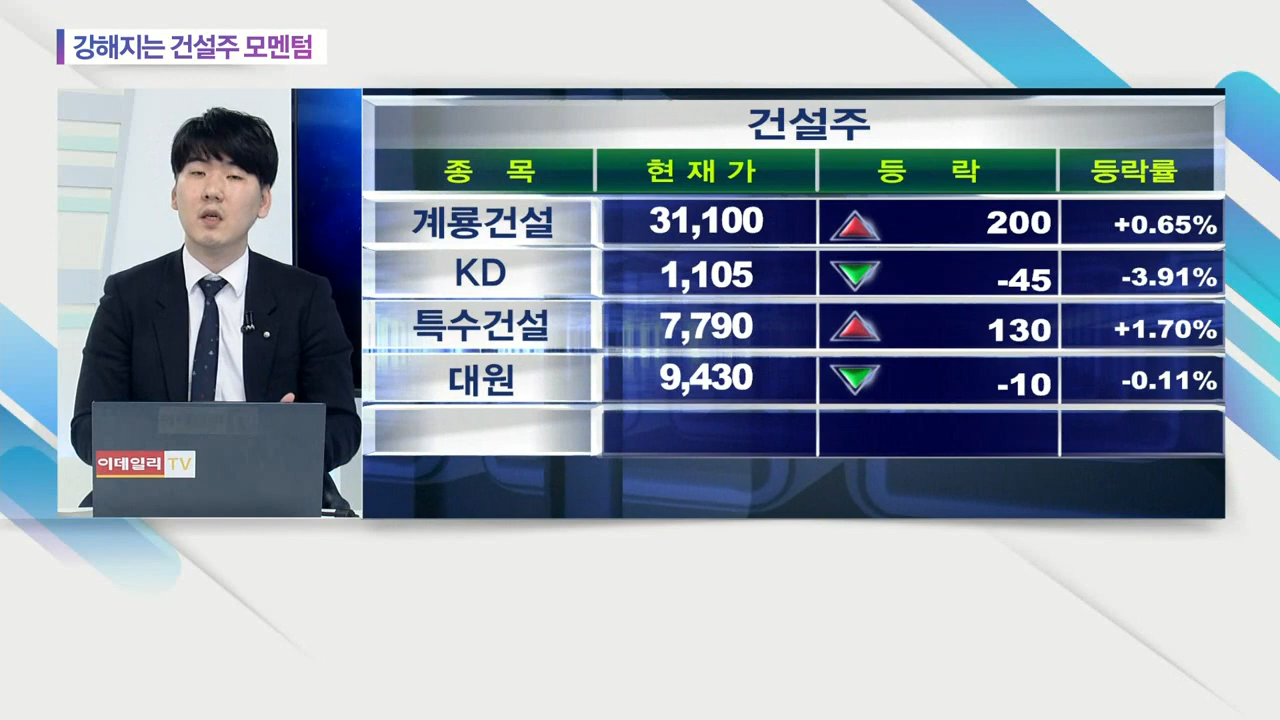 강해지는 건설주 모멘텀
건설주
종 목 현 재 가 등 락 등락률
계룡건설 31,100 200 +0.65%
KD 1,105 -45 -3.91%
특수건설 7,790 130 +1.70%
대원 9,430 -10 -0.11%
이데일리 TV